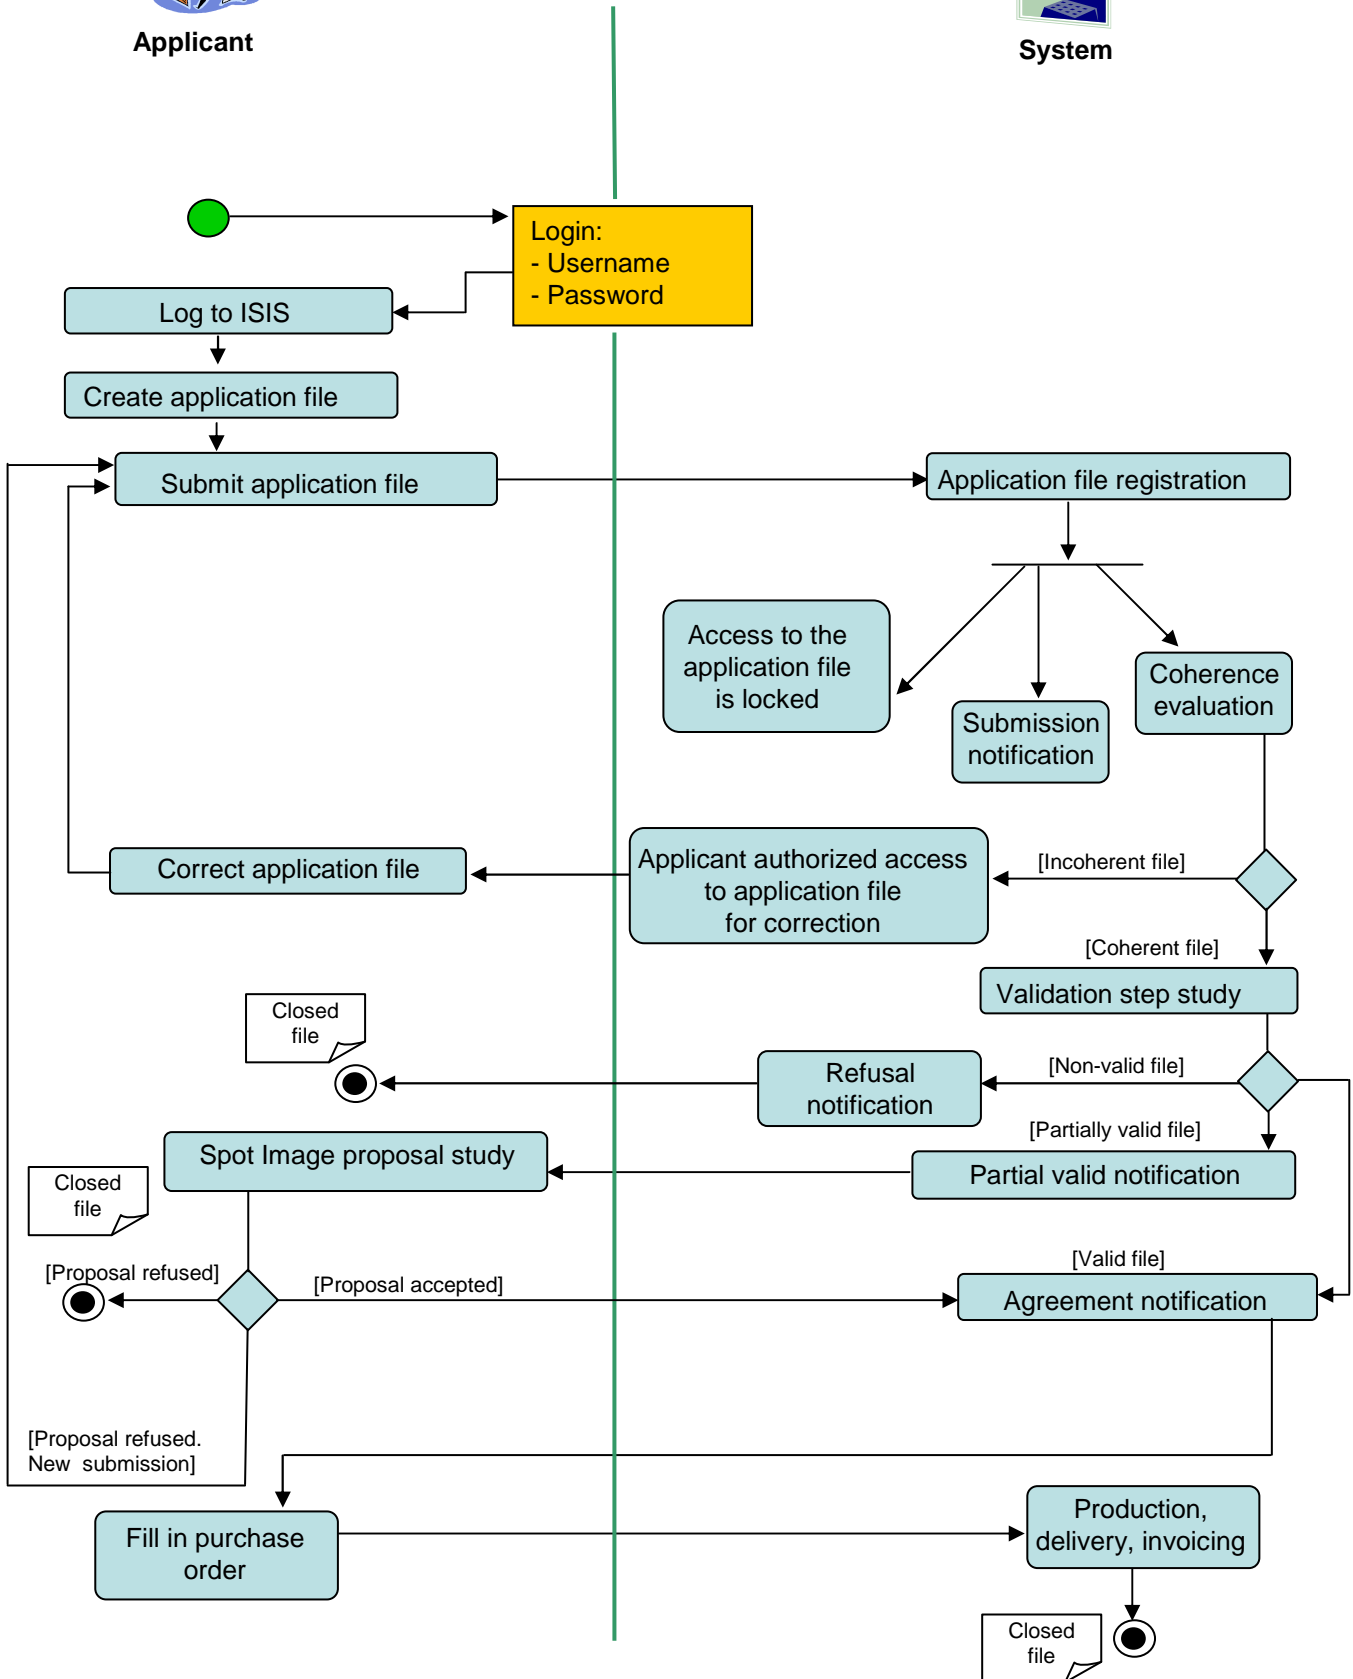 Applicant
System
Login:
- Username
- Password
Log to ISIS
Create application file
Submit application file
Application file registration
Access to the
application file
is locked
Submission
notification
Coherence
evaluation
Correct application file
Applicant authorized access
to application file
for correction
[Incoherent file]
[Coherent file]
Validation step study
Closed
file
Refusal
notification
[Non-valid file]
[Partially valid file]
Spot Image proposal study
Partial valid notification
Closed
file
[Proposal refused]
[Proposal accepted]
[Valid file]
Agreement notification
[Proposal refused.
New submission]
Fill in purchase
order
Production,
delivery, invoicing
Closed
file